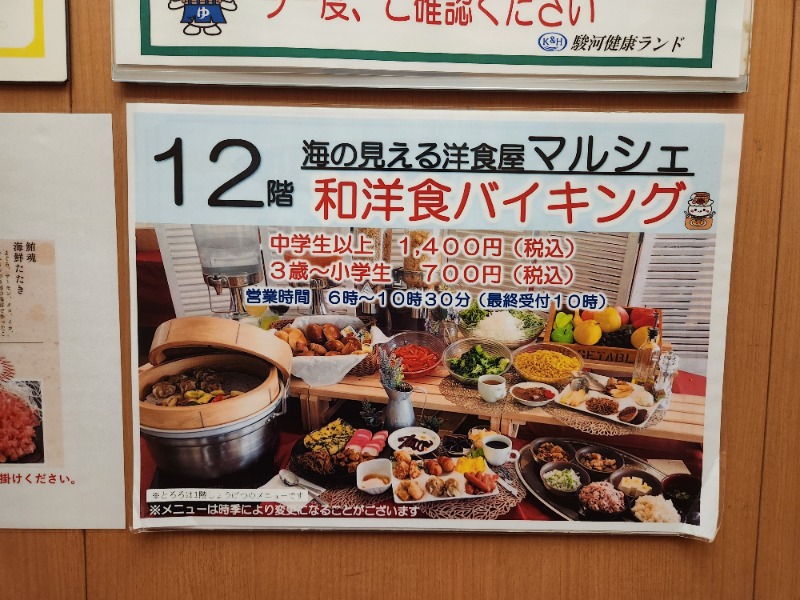 ゆ
一度、ご確認ください
K&H 駿河健康ランド
12階
海の見える洋食屋マルシェ
和洋食バイキング
中学生以上 1,400円（税込）
3歳～小学生 700円（税込）
営業時間 6時～10時30分（最終受付10時）
VEGETABLE
※メニューは時季により変更になることがございます
鮪魂
海鮮たたき
掛けください。